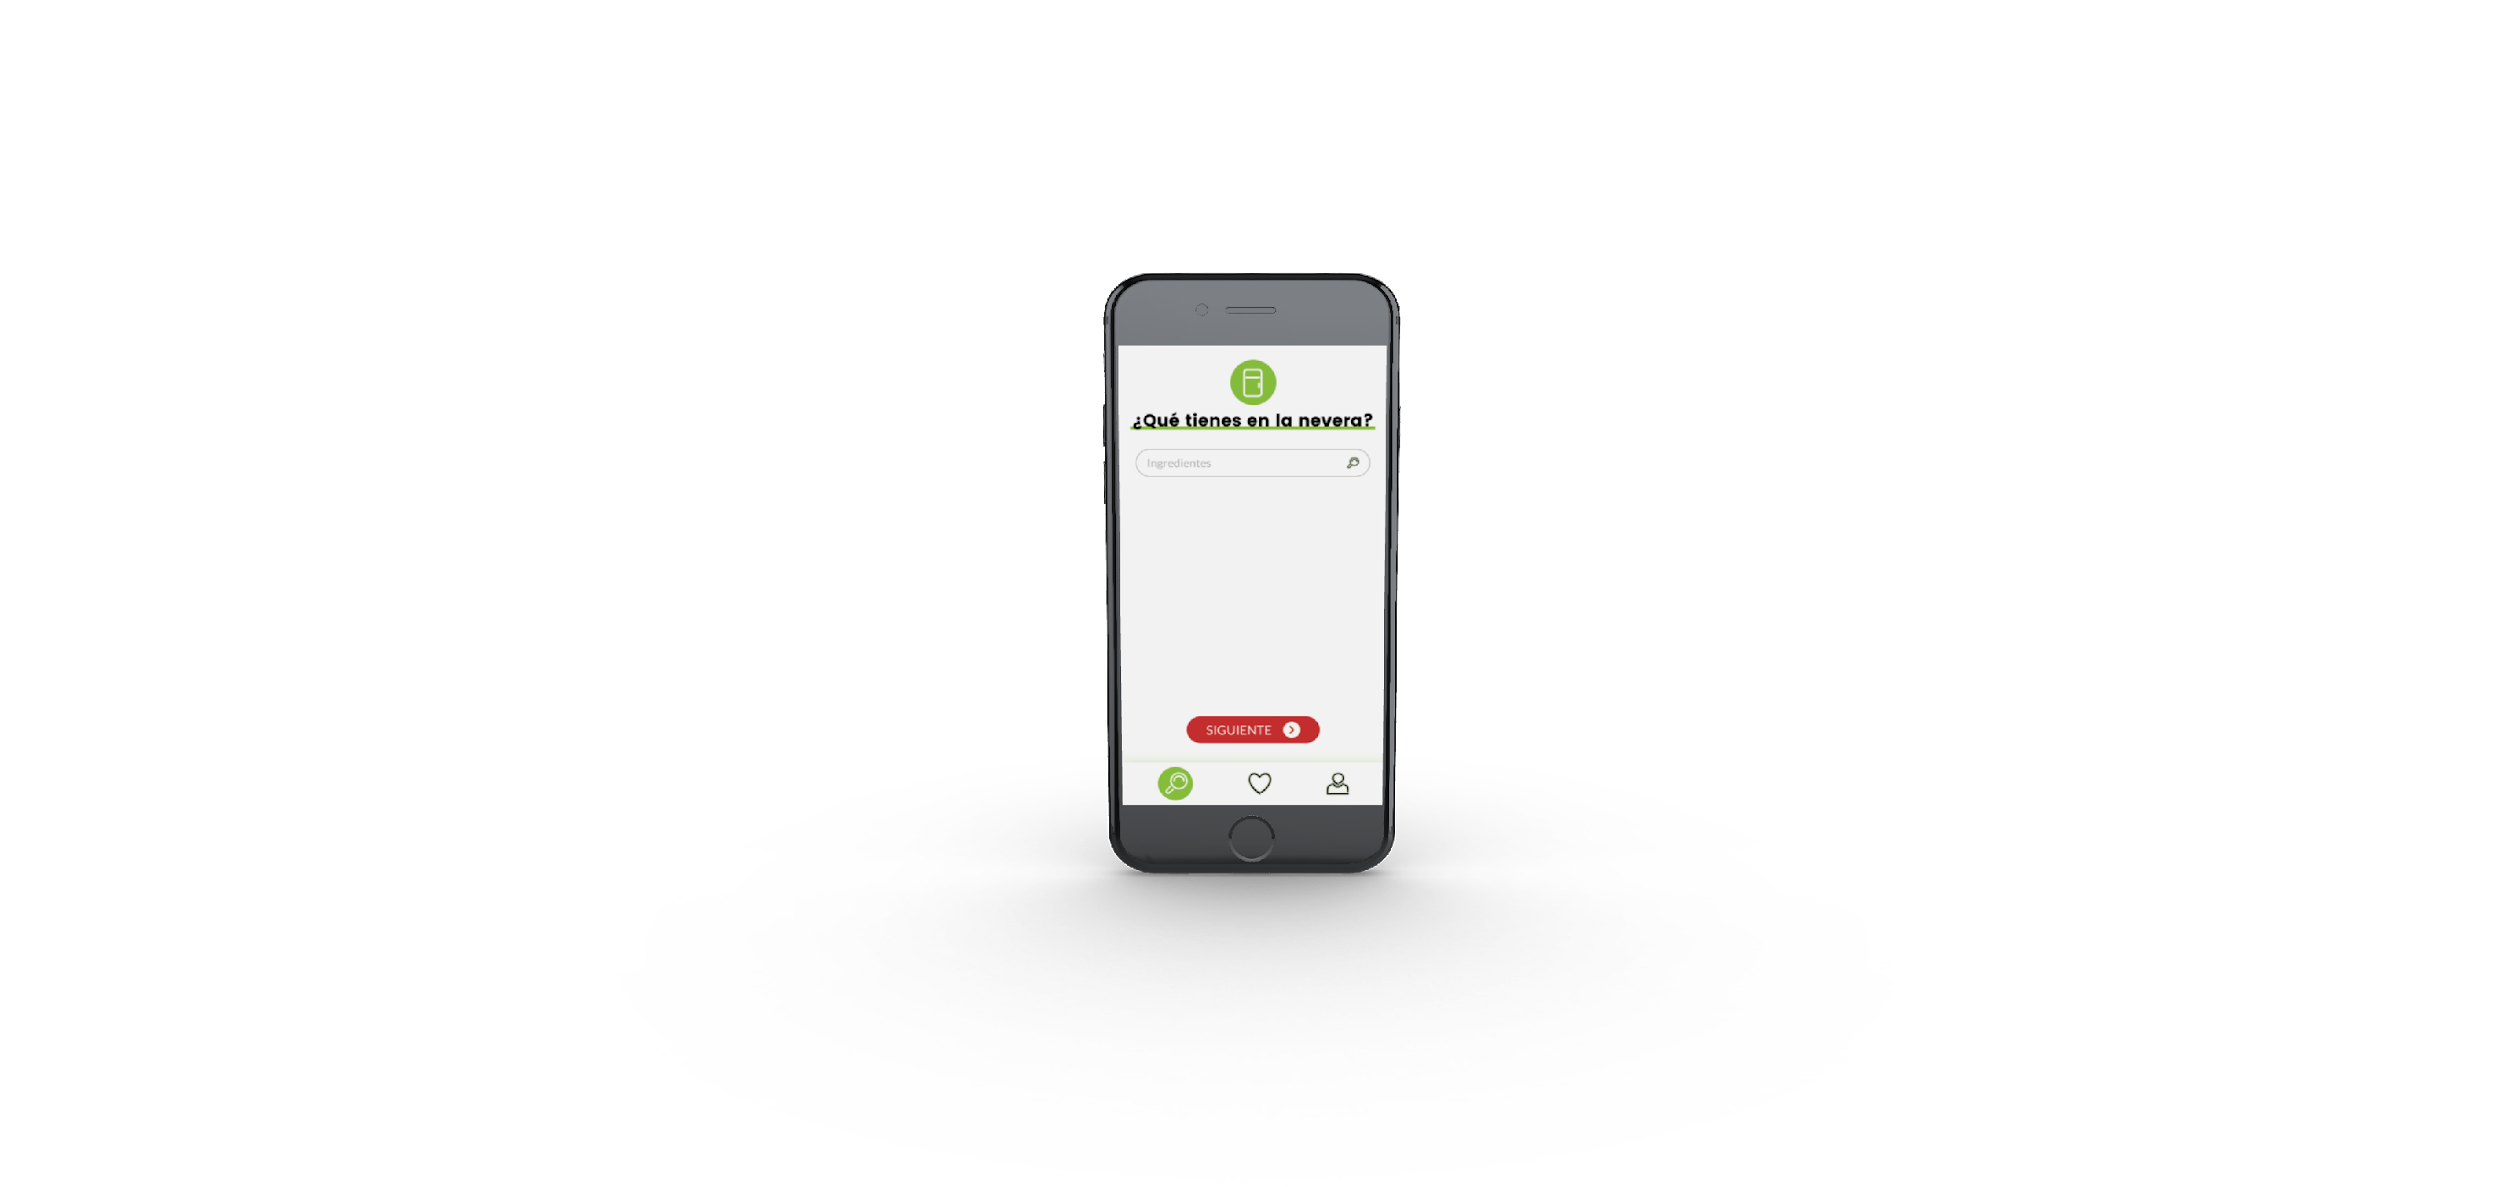 ¿Qué tienes en la nevera?
Ingredientes
SIGUIENTE